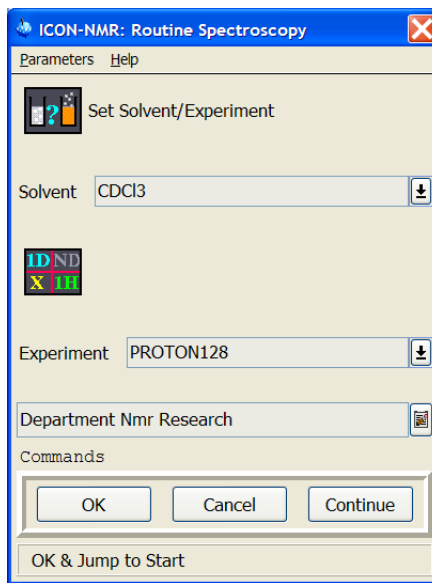 ICON-NMR: Routine Spectroscopy
Parameters Help
? Set Solvent/Experiment
Solvent CDCl3
1D ND
X 1H
Experiment PROTON128
Department Nmr Research
Commands
OK Cancel Continue
OK & Jump to Start